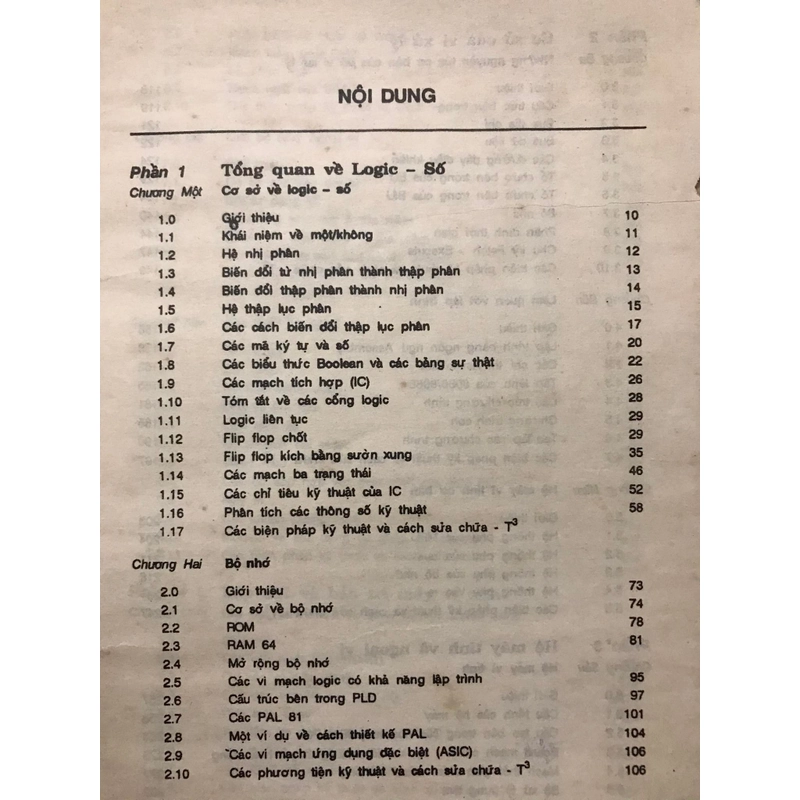 NỘI DUNG
Phần 1 Tổng quan về Logic – Số
Chương Một Cơ sở về logic – số
1.0 Giới thiệu 10
1.1 Khái niệm về một/không 11
1.2 Hệ nhị phân 12
1.3 Biến đổi từ nhị phân thành thập phân 13
1.4 Biến đổi thập phân thành nhị phân 14
1.5 Hệ thập lục phân 15
1.6 Các cách biến đổi thập lục phân 17
1.7 Các mã ký tự và số 20
1.8 Các biểu thức Boolean và các bảng sự thật 22
1.9 Các mạch tích hợp (IC) 26
1.10 Tóm tắt về các cổng logic 28
1.11 Logic liên tục 29
1.12 Flip flop chốt 29
1.13 Flip flop kích bằng sườn xung 35
1.14 Các mạch ba trạng thái 46
1.15 Các chỉ tiêu kỹ thuật của IC 52
1.16 Phân tích các thông số kỹ thuật 58
1.17 Các biện pháp kỹ thuật và cách sửa chữa - T³
Chương Hai Bộ nhớ
2.0 Giới thiệu 73
2.1 Cơ sở về bộ nhớ 74
2.2 ROM 78
2.3 RAM 64 81
2.4 Mở rộng bộ nhớ
2.5 Các vi mạch logic có khả năng lập trình 95
2.6 Cấu trúc bên trong PLD 97
2.7 Các PAL 81 101
2.8 Một ví dụ về cách thiết kế PAL 104
2.9 Các vi mạch ứng dụng đặc biệt (ASIC) 106
2.10 Các phương tiện kỹ thuật và cách sửa chữa - T³ 106